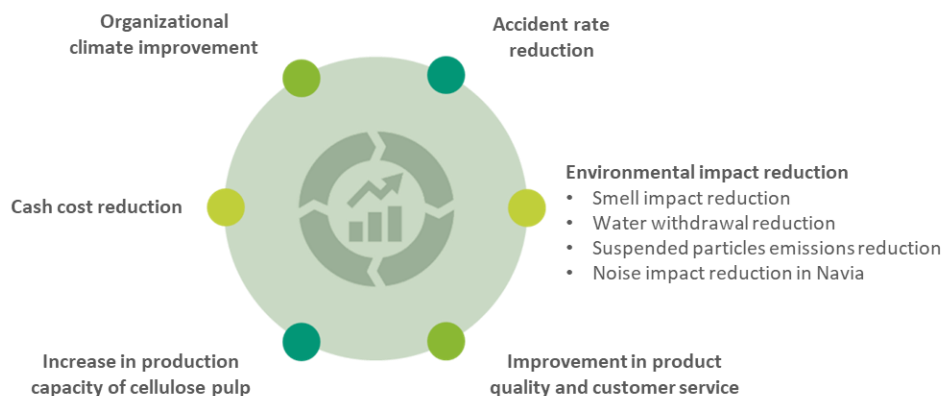 Organizational
climate improvement
Accident rate
reduction
Cash cost reduction
Environmental impact reduction
• Smell impact reduction
• Water withdrawal reduction
• Suspended particles emissions reduction
• Noise impact reduction in Navia
Increase in production
capacity of cellulose pulp
Improvement in product
quality and customer service